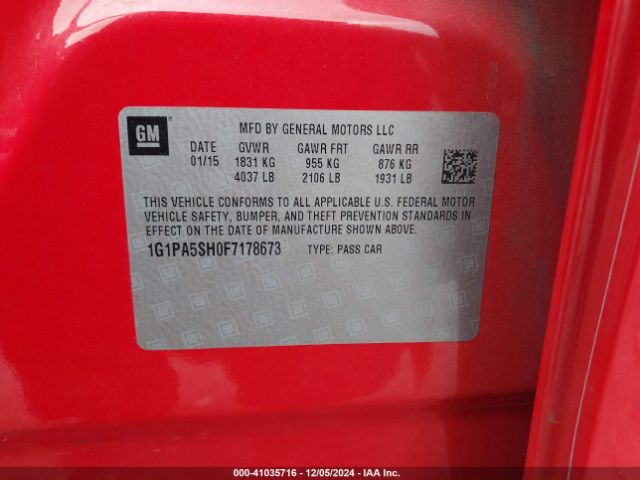 GM
MFD BY GENERAL MOTORS LLC
DATE GVWR GAWR FRT GAWR RR
01/15 1831 KG 955 KG 876 KG
4037 LB 2106 LB 1931 LB
THIS VEHICLE CONFORMS TO ALL APPLICABLE U.S. FEDERAL MOTOR
VEHICLE SAFETY, BUMPER, AND THEFT PREVENTION STANDARDS IN
EFFECT ON THE DATE OF MANUFACTURE SHOWN ABOVE.
1G1PA5SH0F7178673 TYPE: PASS CAR
000-41035716 - 12/05/2024 - IAA Inc.